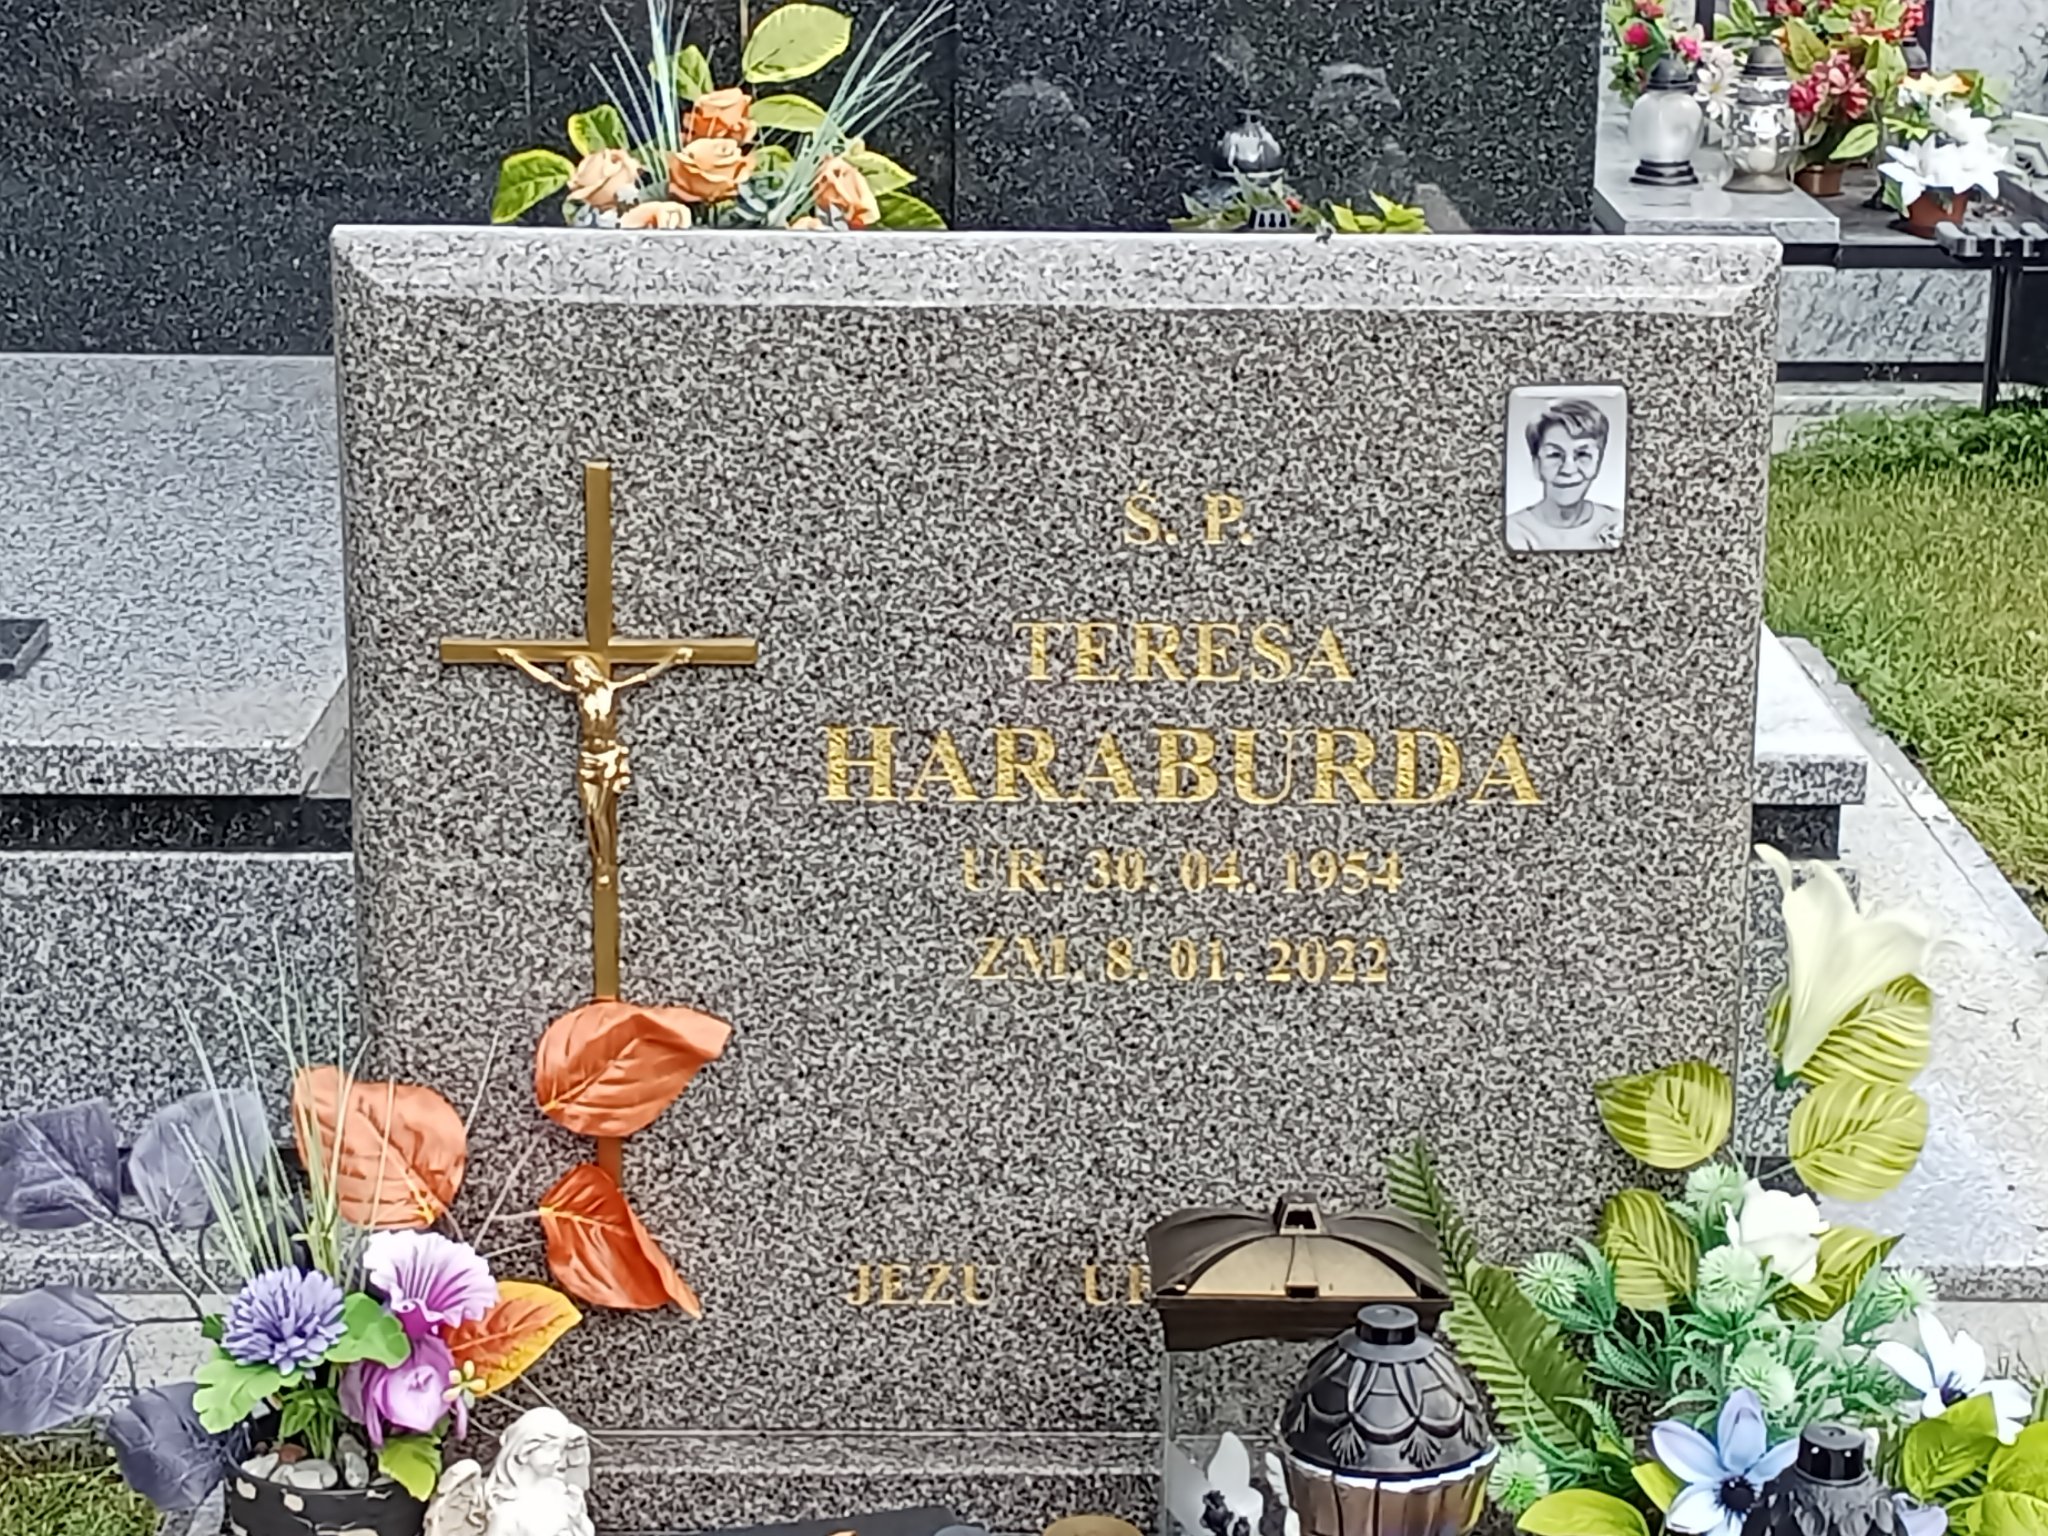 Ś. P.
TERESA
HARABURDA
UR. 30. 04. 1954
ZM. 8. 01. 2022
JEZU